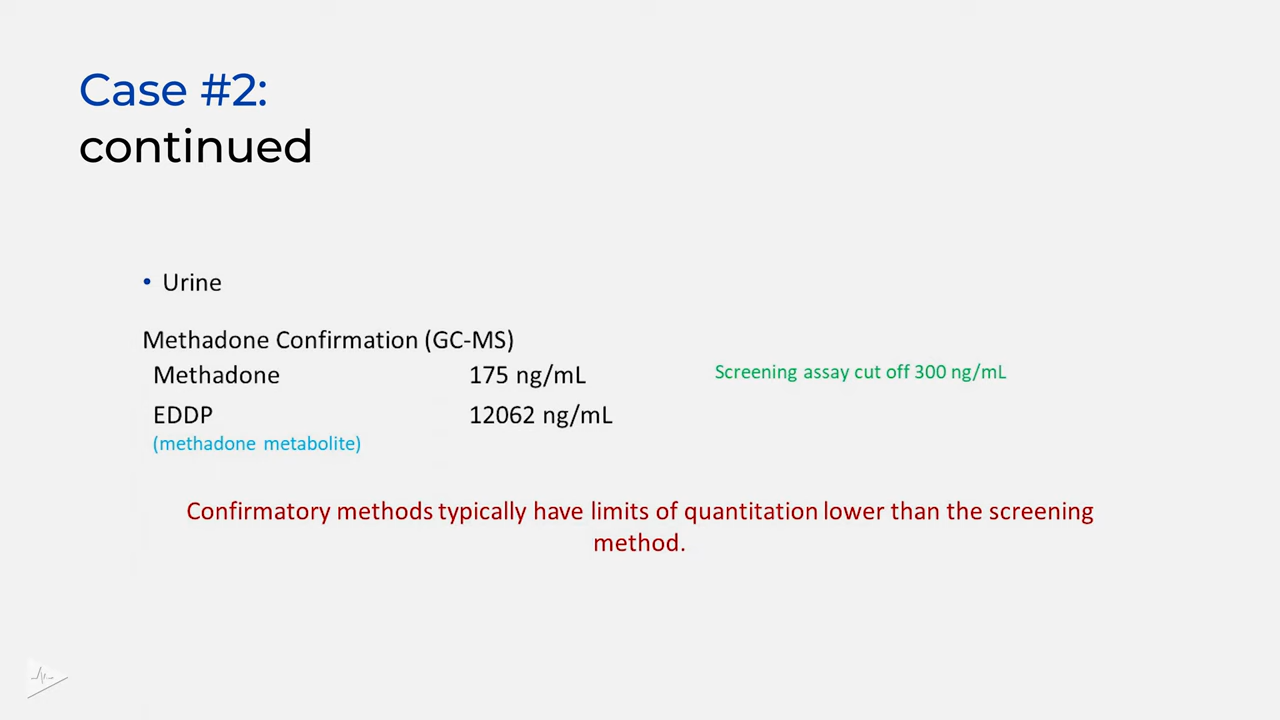 Case #2:
continued
• Urine
Methadone Confirmation (GC-MS)
Methadone 175 ng/mL Screening assay cut off 300 ng/mL
EDDP 12062 ng/mL
(methadone metabolite)
Confirmatory methods typically have limits of quantitation lower than the screening
method.